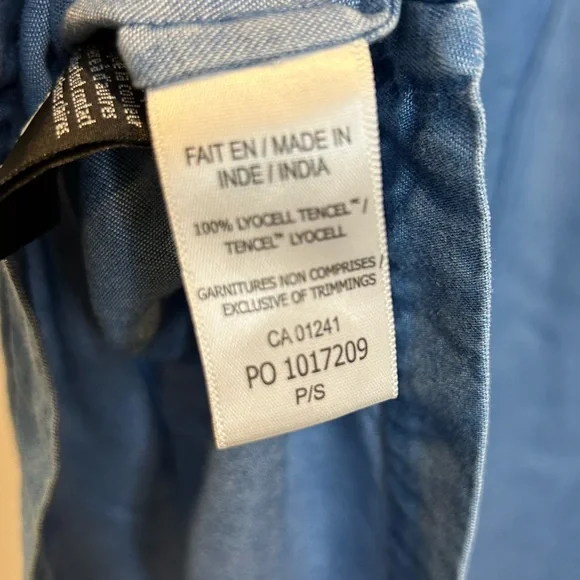 FAIT EN / MADE IN
INDE / INDIA
100% LYOCELL TENCEL™ /
TENCEL™ LYOCELL
GARNITURES NON COMPRISES /
EXCLUSIVE OF TRIMMINGS
CA 01241
PO 1017209
P/S